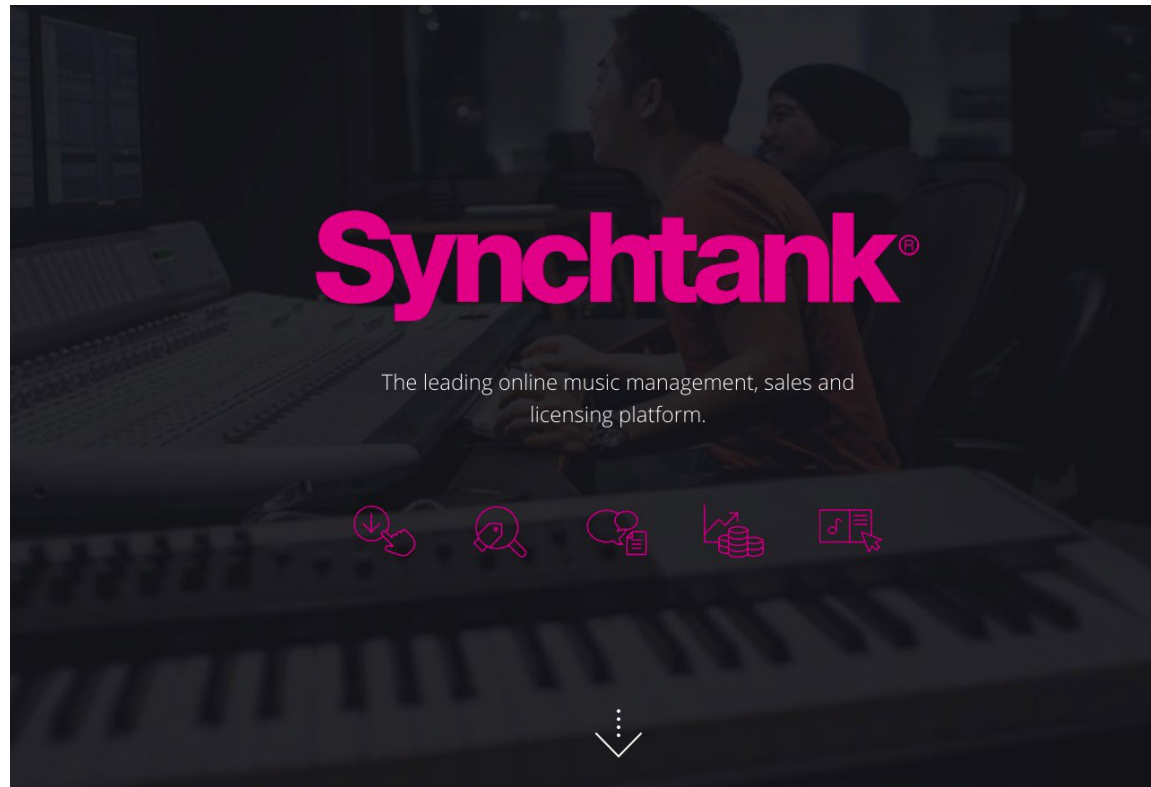 Synchtank®
The leading online music management, sales and
licensing platform.